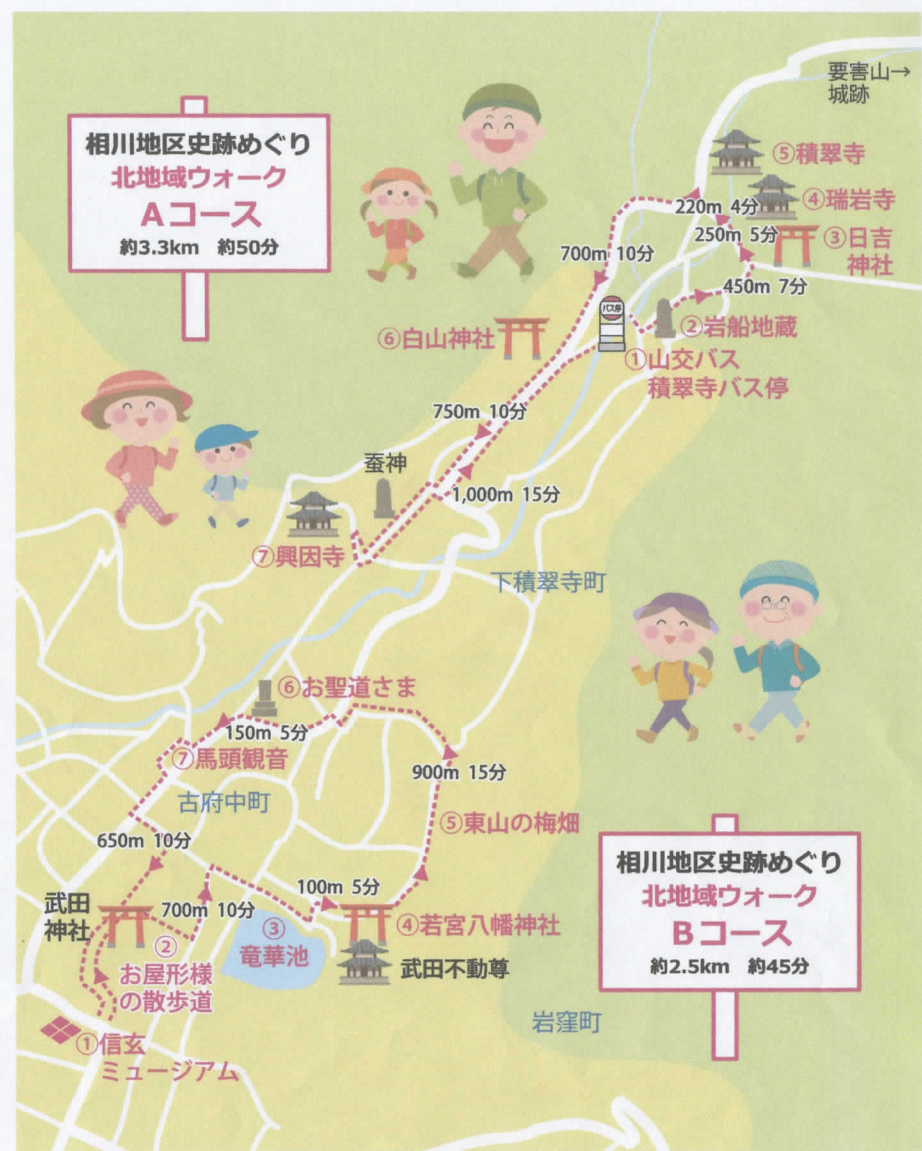 要害山→
城跡
相川地区史跡めぐり
北地域ウォーク
Aコース
約3.3km 約50分
⑤積翠寺
④瑞岩寺
220m 4分
250m 5分
③日吉
神社
700m 10分
450m 7分
バス停
②岩船地蔵
①山交バス
積翠寺バス停
⑥白山神社
750m 10分
蚕神
1,000m 15分
⑦興因寺
下積翠寺町
⑥お聖道さま
150m 5分
⑦馬頭観音
900m 15分
古府中町
⑤東山の梅畑
650m 10分
100m 5分
武田
神社
700m 10分
②
お屋形様
の散歩道
③
竜華池
④若宮八幡神社
武田不動尊
①信玄
ミュージアム
岩窪町
相川地区史跡めぐり
北地域ウォーク
Bコース
約2.5km 約45分